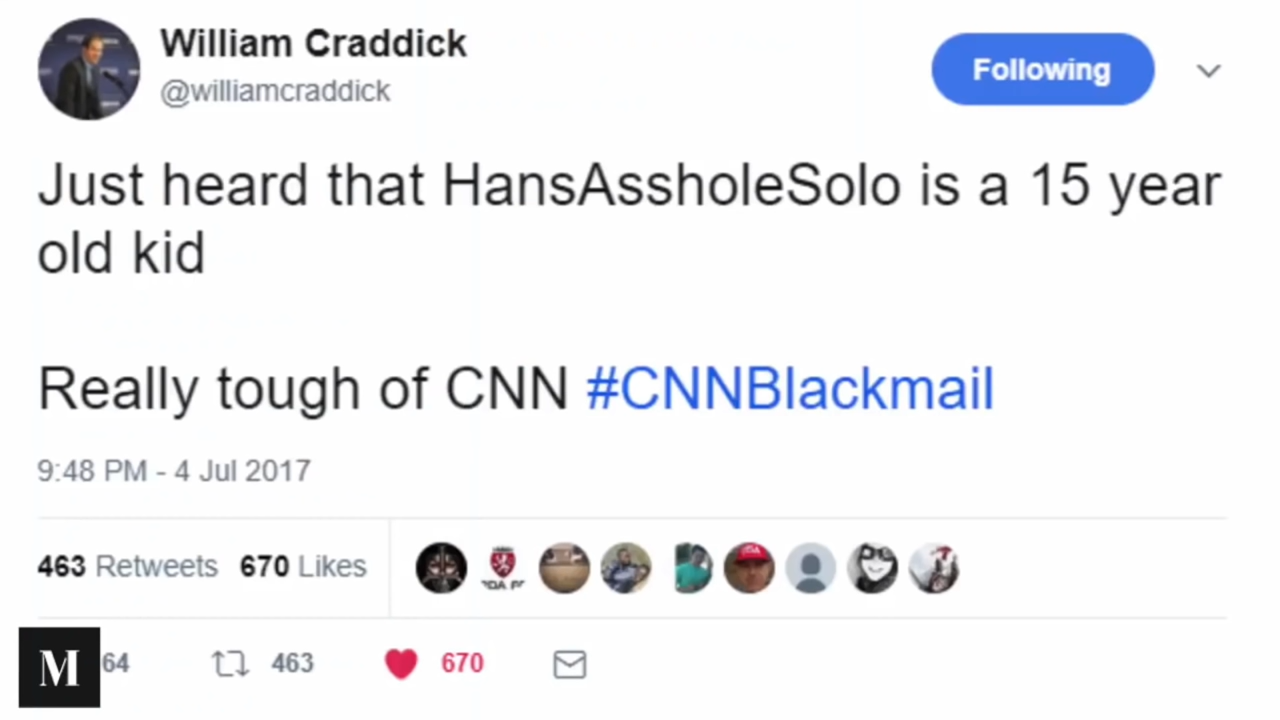 William Craddick
@williamcraddick
Following
Just heard that HansAssholeSolo is a 15 year
old kid
Really tough of CNN #CNNBlackmail
9:48 PM - 4 Jul 2017
463 Retweets 670 Likes
M 64 463 670